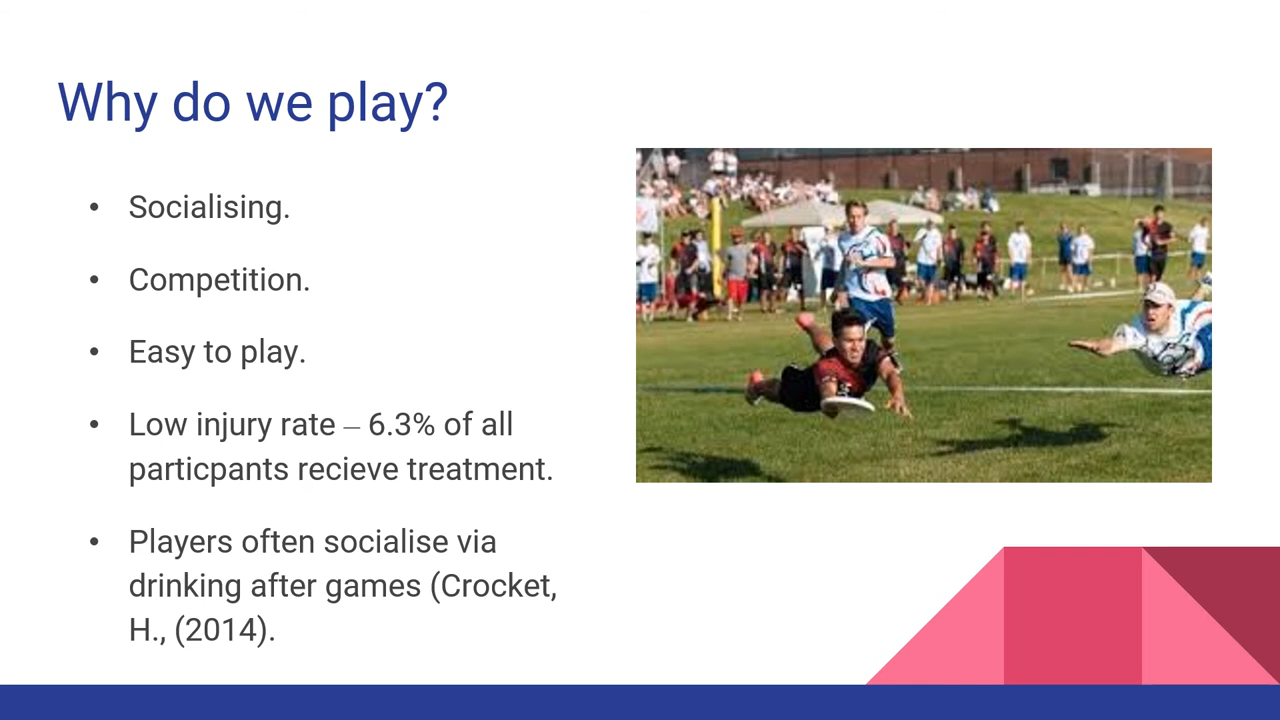 Why do we play?
• Socialising.
• Competition.
• Easy to play.
• Low injury rate – 6.3% of all
particpants recieve treatment.
• Players often socialise via
drinking after games (Crocket,
H., (2014).